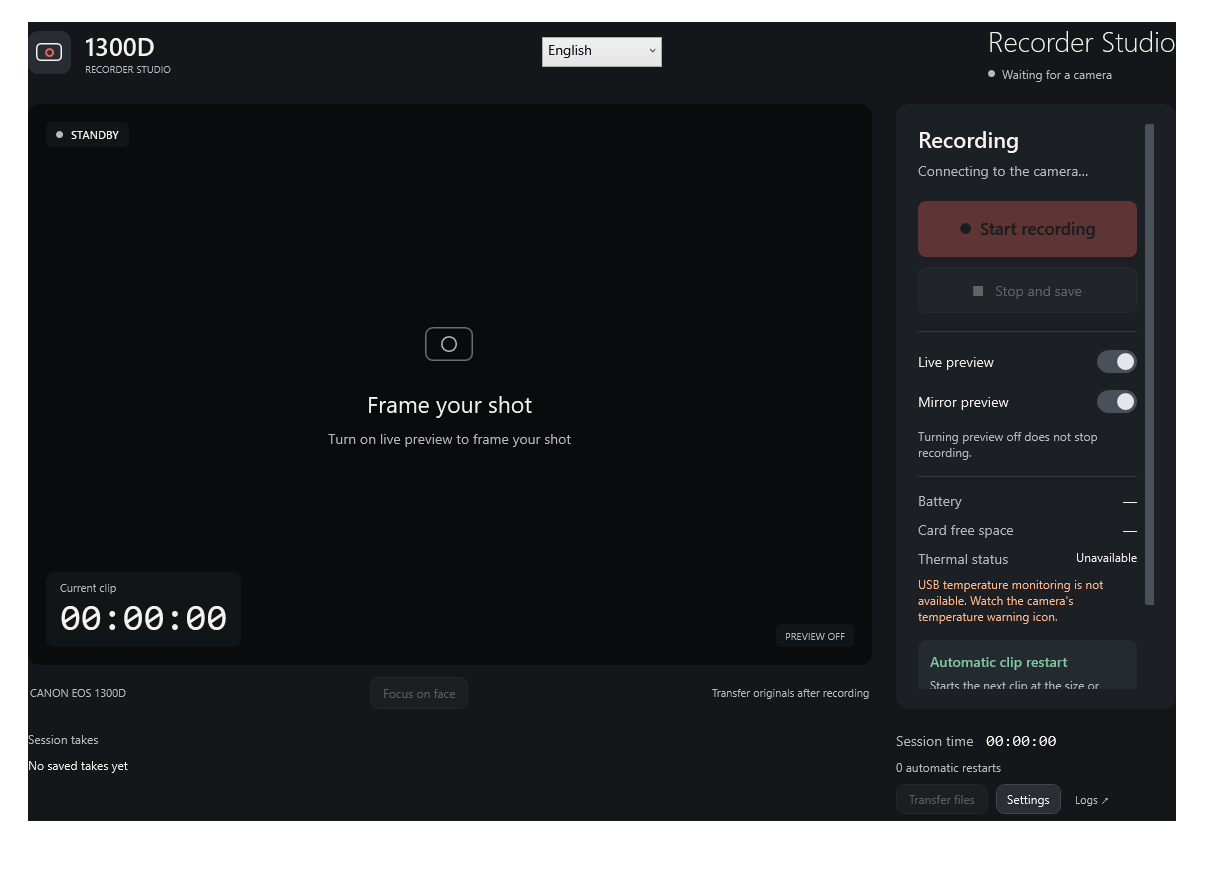 1300D
RECORDER STUDIO
English
Recorder Studio
Waiting for a camera
STANDBY
Frame your shot
Turn on live preview to frame your shot
Current clip
00:00:00
PREVIEW OFF
CANON EOS 1300D
Focus on face
Transfer originals after recording
Session takes
No saved takes yet
Recording
Connecting to the camera...
Start recording
Stop and save
Live preview
Mirror preview
Turning preview off does not stop
recording.
Battery —
Card free space —
Thermal status Unavailable
USB temperature monitoring is not
available. Watch the camera's
temperature warning icon.
Automatic clip restart
Starts the next clip at the size or
Session time 00:00:00
0 automatic restarts
Transfer files
Settings
Logs ↗